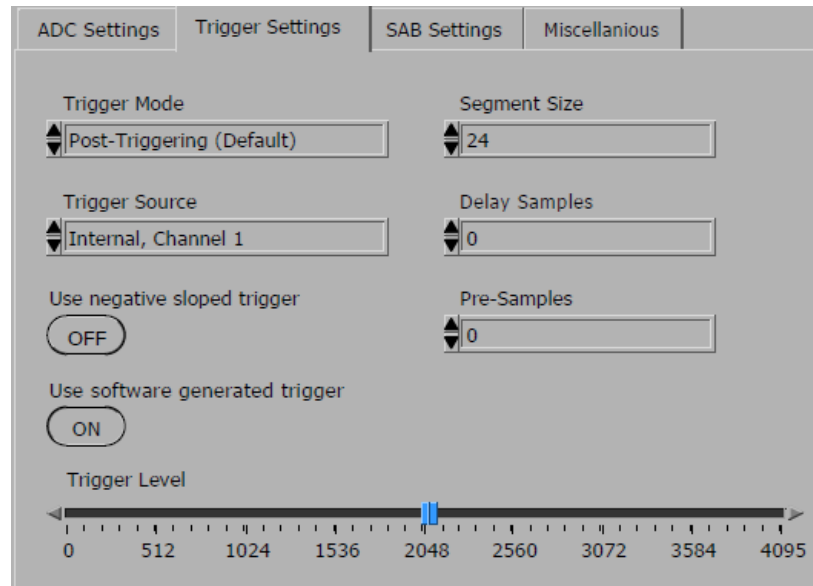 ADC Settings Trigger Settings SAB Settings Miscellanious
Trigger Mode
Post-Triggering (Default)
Segment Size
24
Trigger Source
Internal, Channel 1
Delay Samples
0
Use negative sloped trigger
OFF
Pre-Samples
0
Use software generated trigger
ON
Trigger Level
0 512 1024 1536 2048 2560 3072 3584 4095